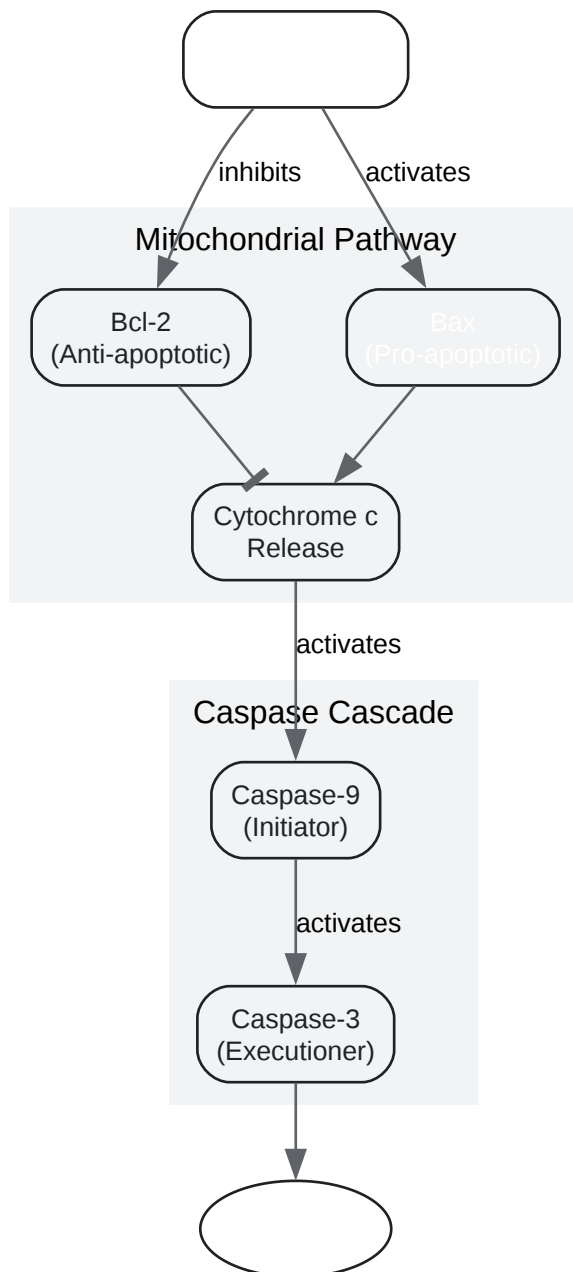 inhibits
activates
Mitochondrial Pathway
Bcl-2
(Anti-apoptotic)
Bax
(Pro-apoptotic)
Cytochrome c
Release
activates
Caspase Cascade
Caspase-9
(Initiator)
activates
Caspase-3
(Executioner)